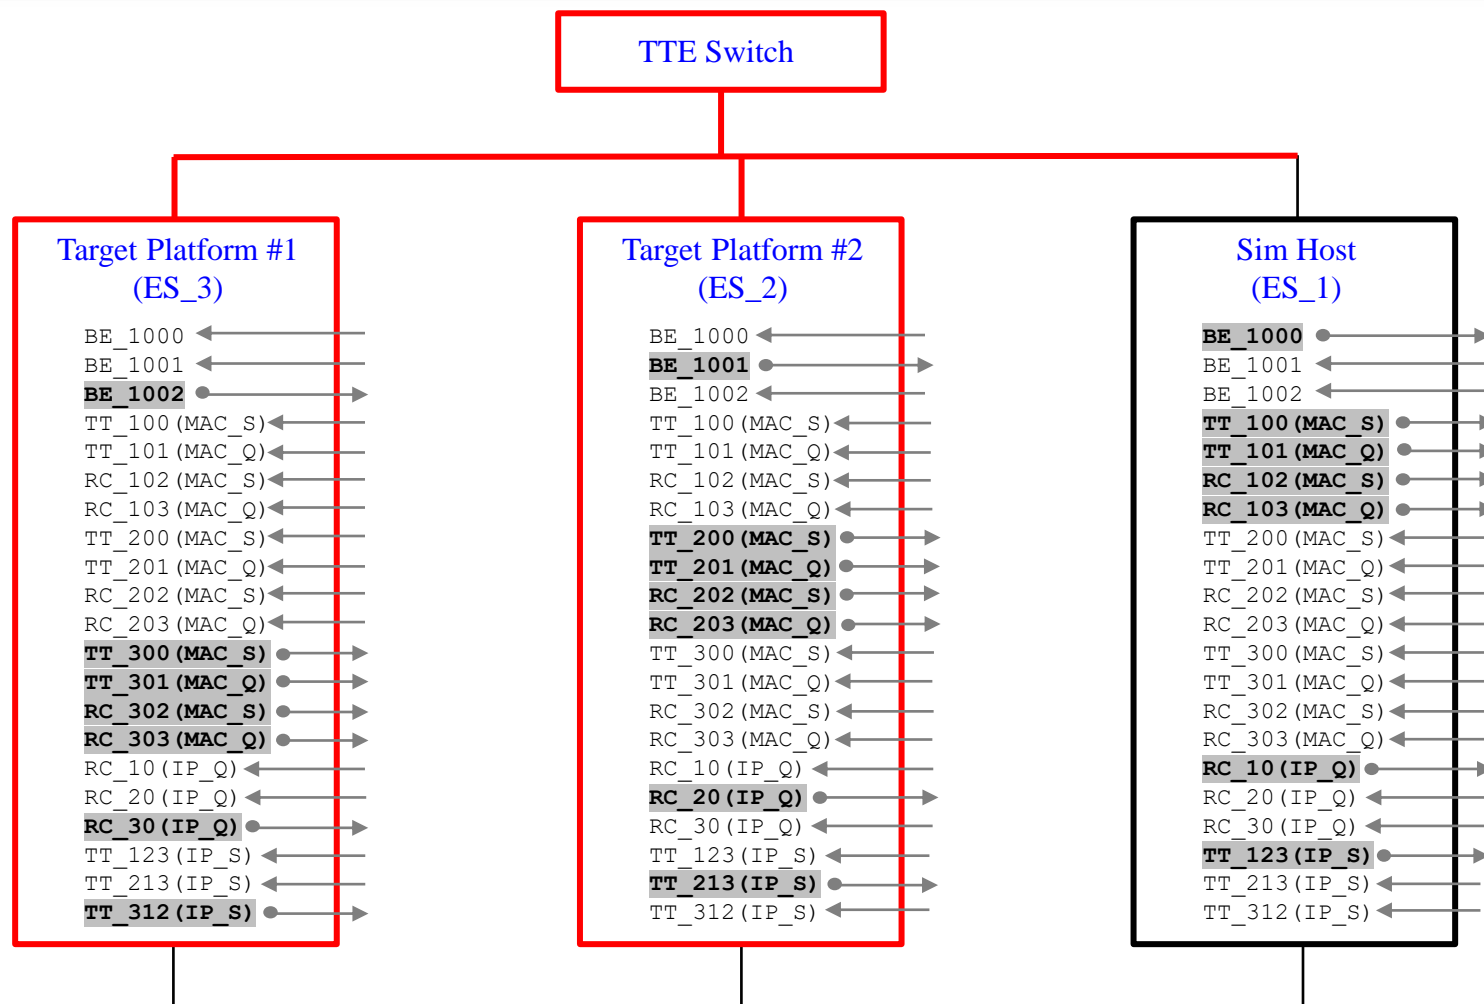 TTE Switch
Target Platform #1
(ES_3)
BE_1000
BE_1001
BE_1002
TT_100(MAC_S)
TT_101(MAC_Q)
RC_102(MAC_S)
RC_103(MAC_Q)
TT_200(MAC_S)
TT_201(MAC_Q)
RC_202(MAC_S)
RC_203(MAC_Q)
TT_300(MAC_S)
TT_301(MAC_Q)
RC_302(MAC_S)
RC_303(MAC_Q)
RC_10(IP_Q)
RC_20(IP_Q)
RC_30(IP_Q)
TT_123(IP_S)
TT_213(IP_S)
TT_312(IP_S)
Target Platform #2
(ES_2)
BE_1000
BE_1001
BE_1002
TT_100(MAC_S)
TT_101(MAC_Q)
RC_102(MAC_S)
RC_103(MAC_Q)
TT_200(MAC_S)
TT_201(MAC_Q)
RC_202(MAC_S)
RC_203(MAC_Q)
TT_300(MAC_S)
TT_301(MAC_Q)
RC_302(MAC_S)
RC_303(MAC_Q)
RC_10(IP_Q)
RC_20(IP_Q)
RC_30(IP_Q)
TT_123(IP_S)
TT_213(IP_S)
TT_312(IP_S)
Sim Host
(ES_1)
BE_1000
BE_1001
BE_1002
TT_100(MAC_S)
TT_101(MAC_Q)
RC_102(MAC_S)
RC_103(MAC_Q)
TT_200(MAC_S)
TT_201(MAC_Q)
RC_202(MAC_S)
RC_203(MAC_Q)
TT_300(MAC_S)
TT_301(MAC_Q)
RC_302(MAC_S)
RC_303(MAC_Q)
RC_10(IP_Q)
RC_20(IP_Q)
RC_30(IP_Q)
TT_123(IP_S)
TT_213(IP_S)
TT_312(IP_S)